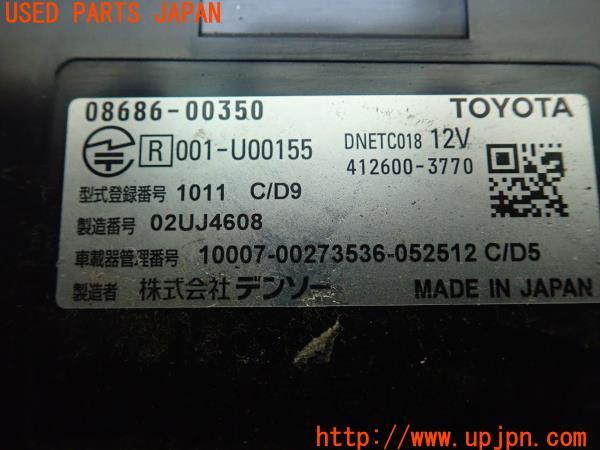 USED PARTS JAPAN
08686-00350 TOYOTA
R 001-U00155 DNETC018 12V
412600-3770
型式登録番号 1011 C/D9
製造番号 02UJ4608
車載器管理番号 10007-00273536-052512 C/D5
製造者 株式会社デンソー MADE IN JAPAN
UPJ
http://www.upjpn.com/